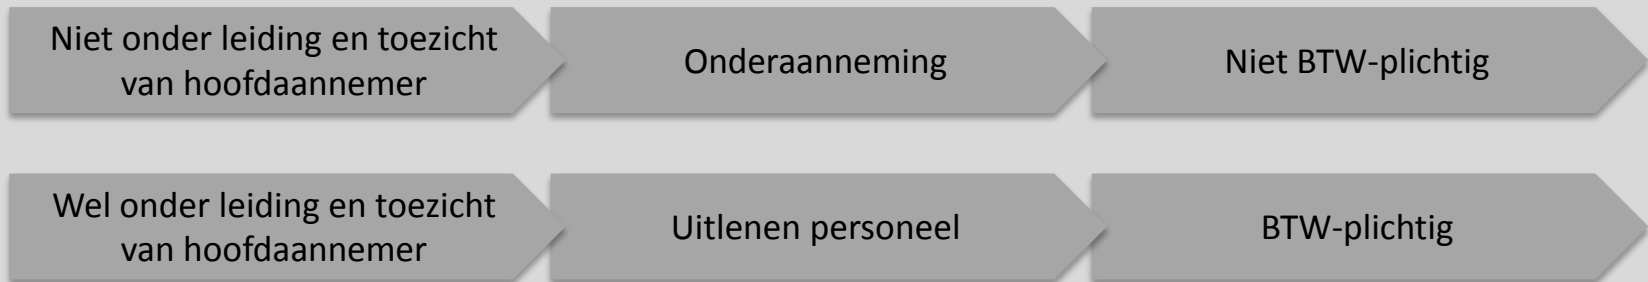 Niet onder leiding en toezicht
van hoofdaannemer
Onderaanneming
Niet BTW-plichtig
Wel onder leiding en toezicht
van hoofdaannemer
Uitlenen personeel
BTW-plichtig